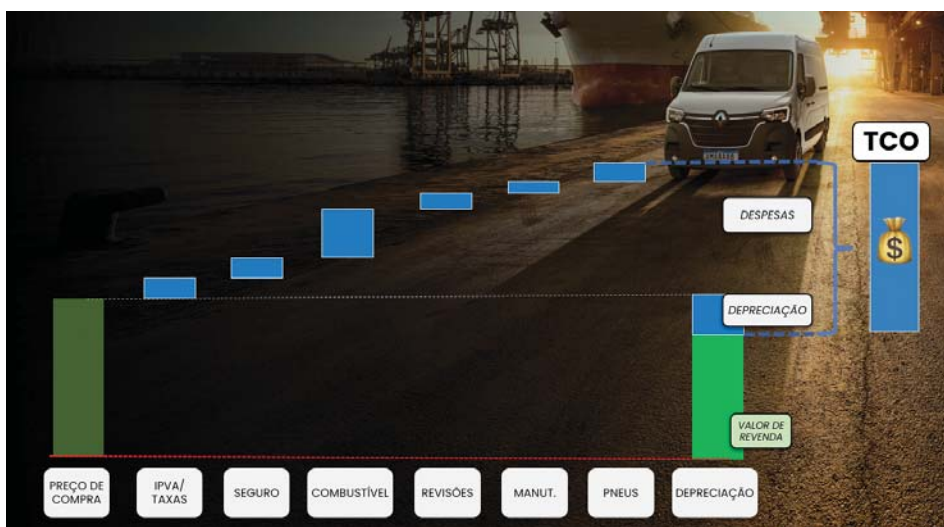 TCO
DESPESAS
DEPRECIAÇÃO
VALOR DE
REVENDA
PREÇO DE
COMPRA
IPVA/
TAXAS
SEGURO
COMBUSTÍVEL
REVISÕES
MANUT.
PNEUS
DEPRECIAÇÃO
$